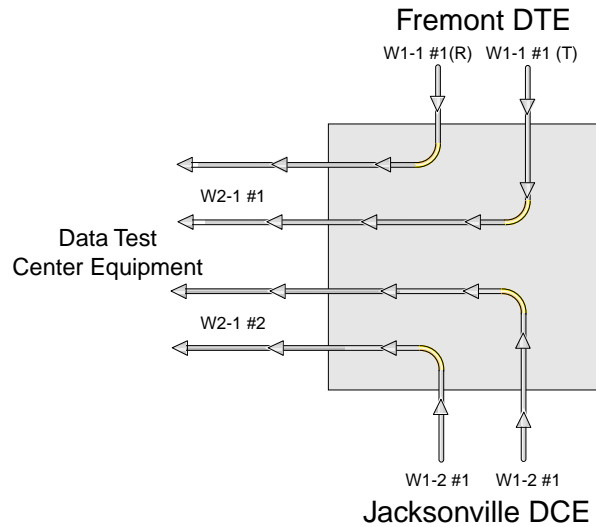 Fremont DTE
W1-1 #1(R)
W1-1 #1 (T)
W2-1 #1
Data Test
Center Equipment
W2-1 #2
W1-2 #1
W1-2 #1
Jacksonville DCE